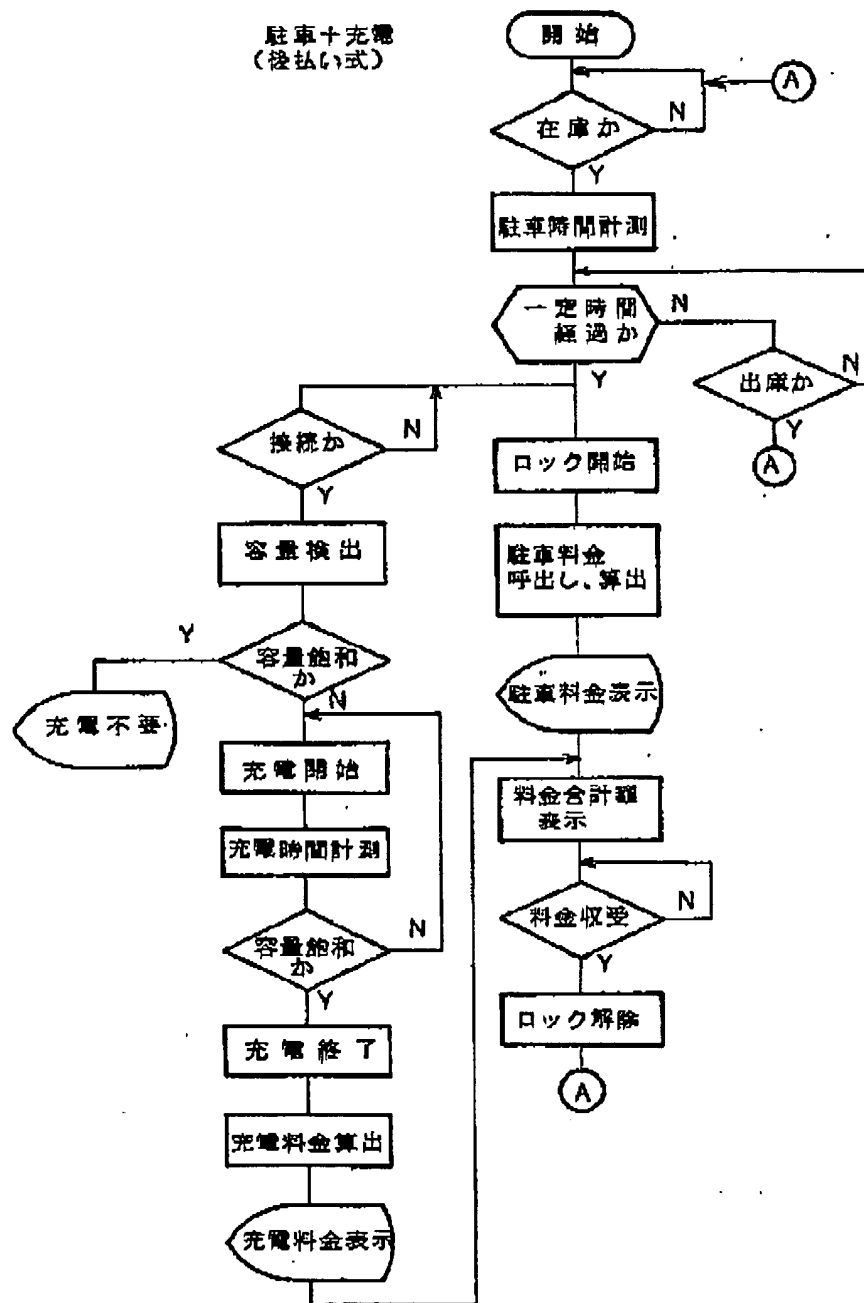 駐車+充電
(後払い式)
開始
A
在庫か
N
Y
駐車時間計測
一定時間
経過か
N
Y
出庫か
N
Y
A
接続か
N
Y
ロック開始
容量検出
駐車料金
呼出し、算出
Y
容量飽和
か
N
充電不要
駐車料金表示
充電開始
料金合計額
表示
充電時間計測
料金収受
N
Y
容量飽和
か
N
Y
ロック解除
充電終了
A
充電料金算出
充電料金表示